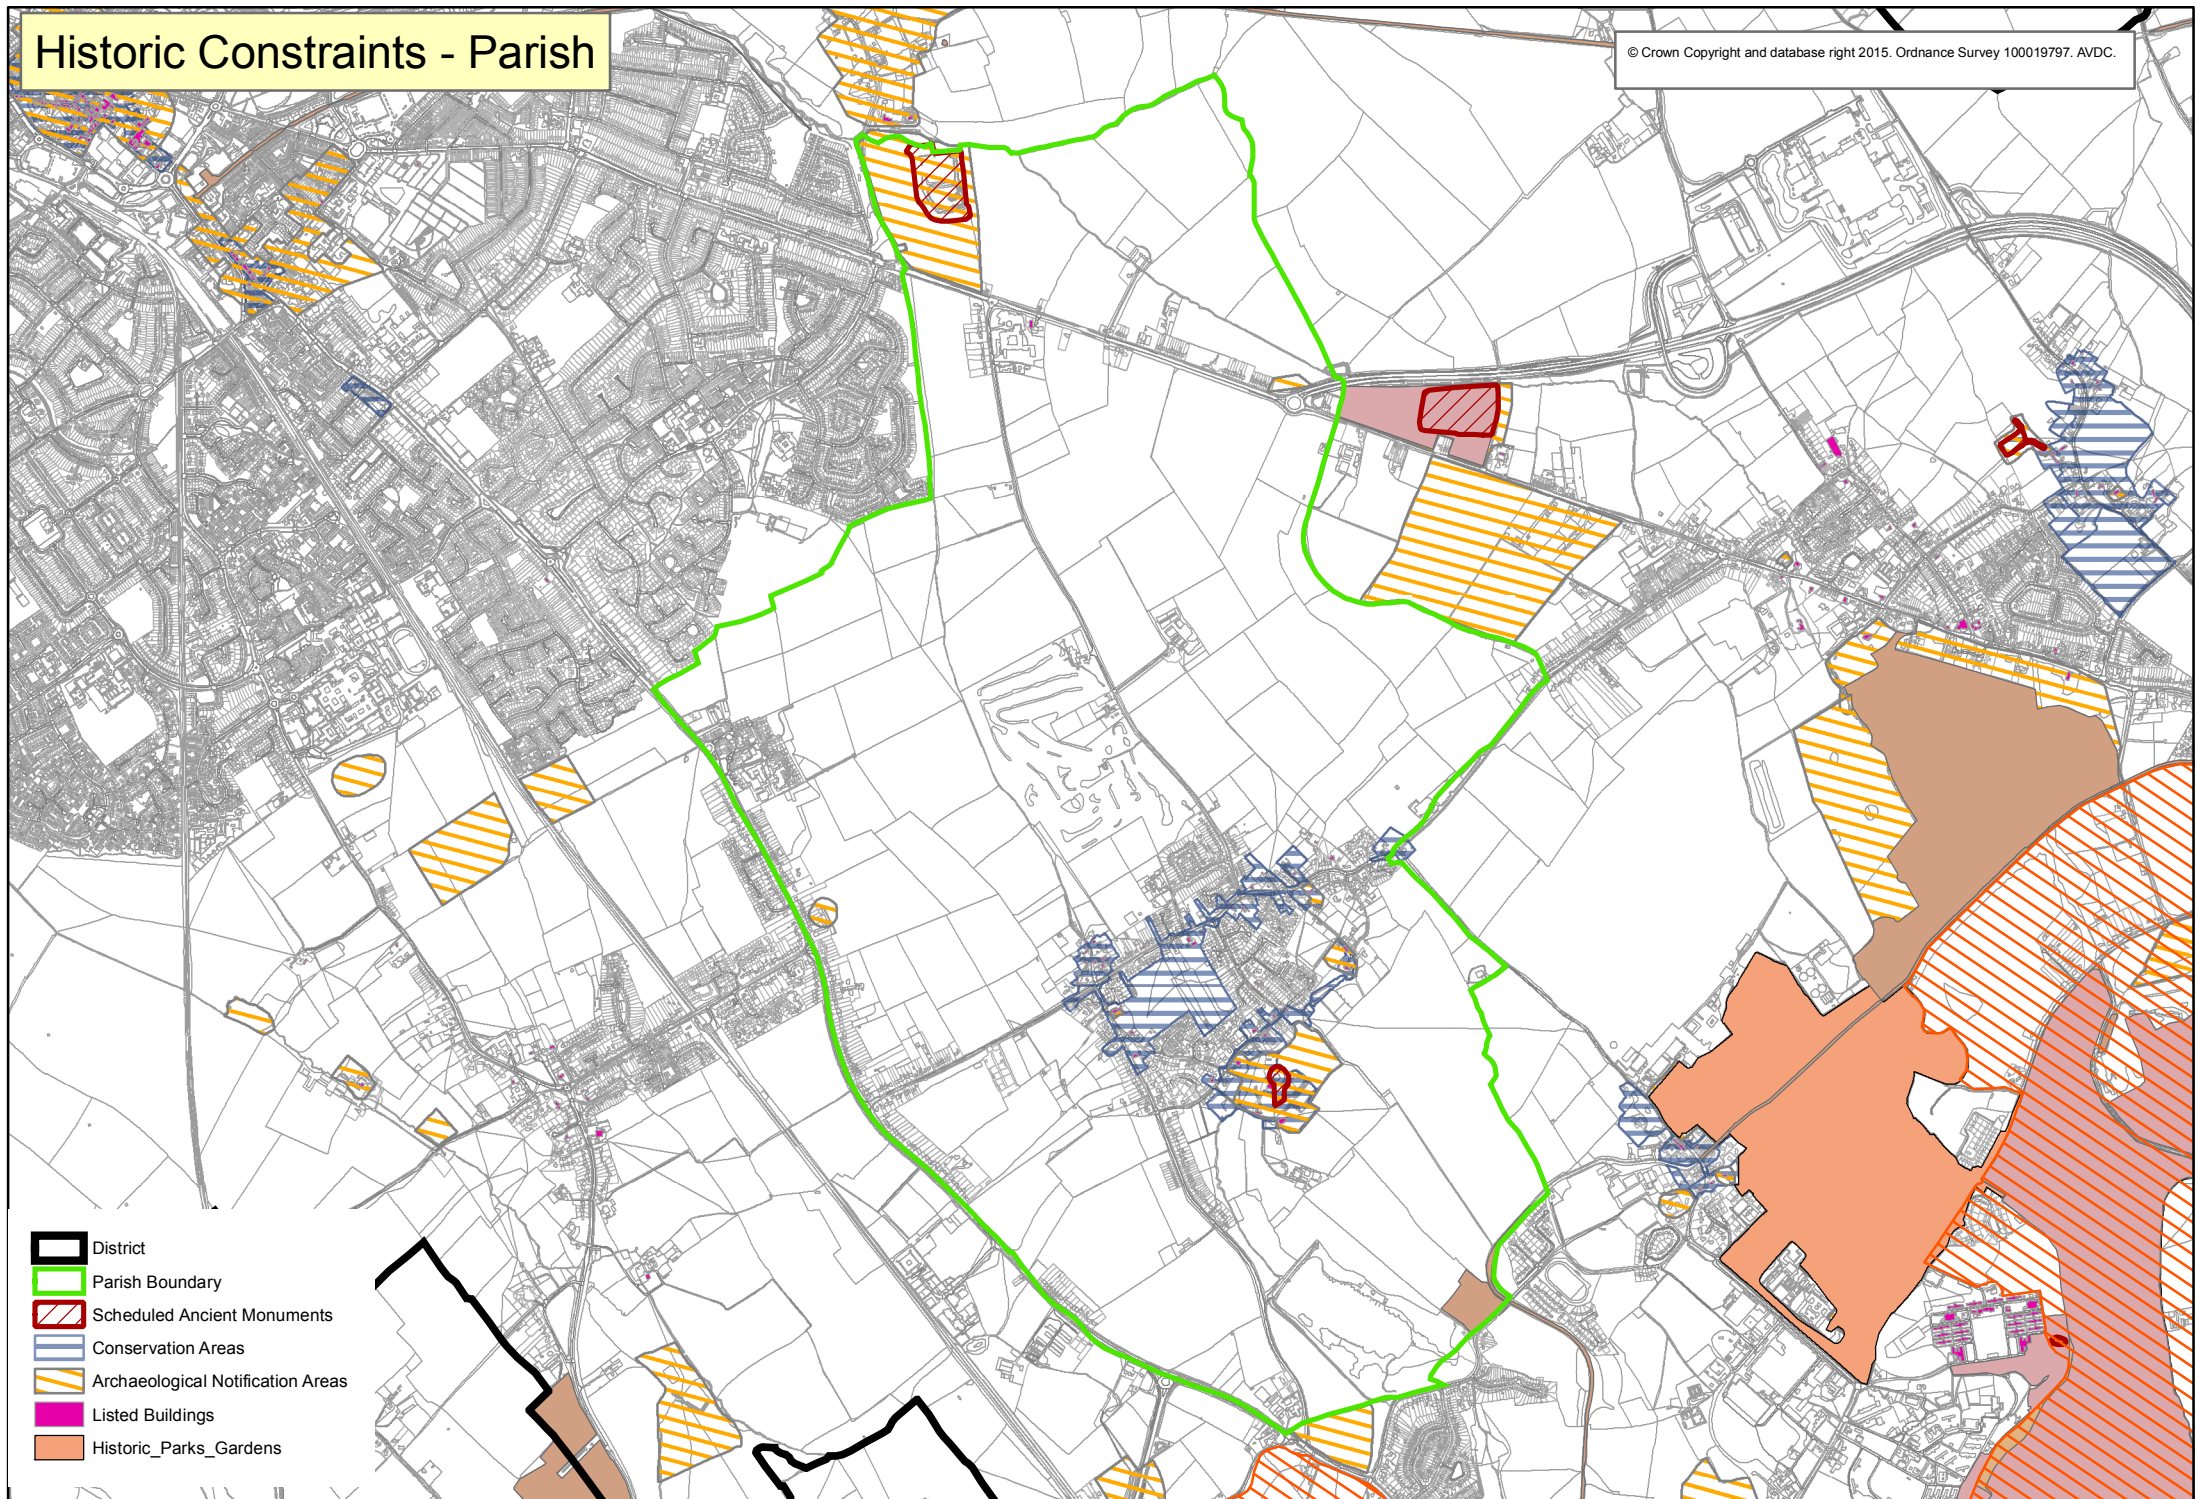 Historic Constraints - Parish
© Crown Copyright and database right 2015. Ordnance Survey 100019797. AVDC.
District
Parish Boundary
Scheduled Ancient Monuments
Conservation Areas
Archaeological Notification Areas
Listed Buildings
Historic_Parks_Gardens